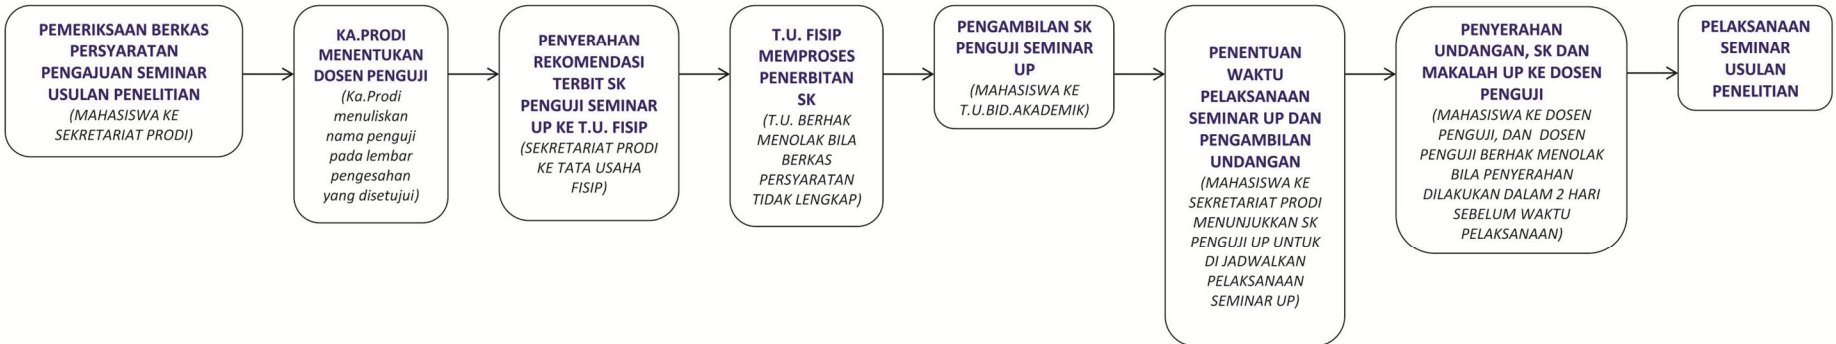 PEMERIKSAAN BERKAS
PERSYARATAN
PENGAJUAN SEMINAR
USULAN PENELITIAN
(MAHASISWA KE
SEKRETARIAT PRODI)
KA.PRODI
MENENTUKAN
DOSEN PENGUJI
(Ka.Prodi
menuliskan
nama penguji
pada lembar
pengesahan
yang disetujui)
PENYERAHAN
REKOMENDASI
TERBIT SK
PENGUJI SEMINAR
UP KE T.U. FISIP
(SEKRETARIAT PRODI
KE TATA USAHA
FISIP)
T.U. FISIP
MEMPROSES
PENERBITAN
SK
(T.U. BERHAK
MENOLAK BILA
BERKAS
PERSYARATAN
TIDAK LENGKAP)
PENGAMBILAN SK
PENGUJI SEMINAR
UP
(MAHASISWA KE
T.U.BID.AKADEMIK)
PENENTUAN
WAKTU
PELAKSANAAN
SEMINAR UP DAN
PENGAMBILAN
UNDANGAN
(MAHASISWA KE
SEKRETARIAT PRODI
MENUNJUKKAN SK
PENGUJI UP UNTUK
DI JADWALKAN
PELAKSANAAN
SEMINAR UP)
PENYERAHAN
UNDANGAN, SK DAN
MAKALAH UP KE DOSEN
PENGUJI
(MAHASISWA KE DOSEN
PENGUJI, DAN DOSEN
PENGUJI BERHAK MENOLAK
BILA PENYERAHAN
DILAKUKAN DALAM 2 HARI
SEBELUM WAKTU
PELAKSANAAN)
PELAKSANAAN
SEMINAR
USULAN
PENELITIAN